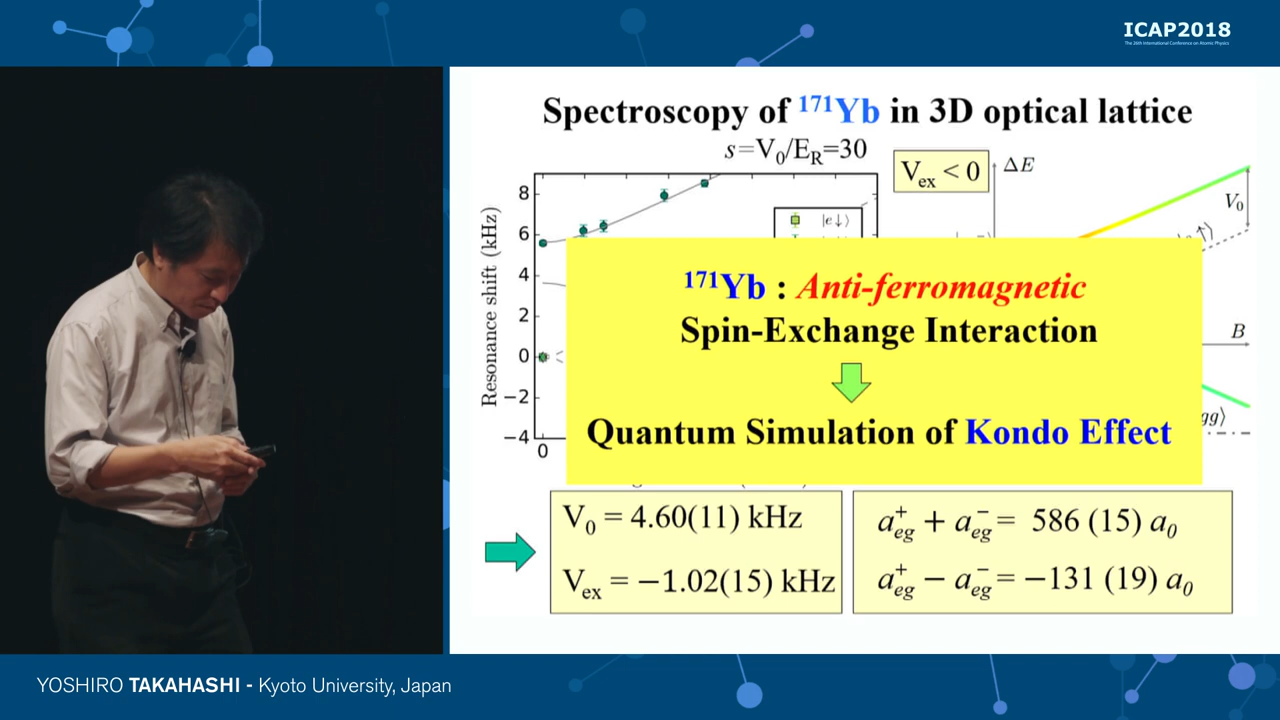 ICAP2018
The 26th International Conference on Atomic Physics
Spectroscopy of ¹⁷¹Yb in 3D optical lattice
s=V₀/E_R=30
V_ex < 0
ΔE
V₀
8
6
4
2
0
−2
−4
0
Resonance shift (kHz)
|e↓⟩
↑⟩
B
gg⟩
¹⁷¹Yb : Anti-ferromagnetic
Spin-Exchange Interaction
Quantum Simulation of Kondo Effect
V₀ = 4.60(11) kHz
V_ex = −1.02(15) kHz
a⁺_eg + a⁻_eg = 586 (15) a₀
a⁺_eg − a⁻_eg = −131 (19) a₀
YOSHIRO TAKAHASHI - Kyoto University, Japan